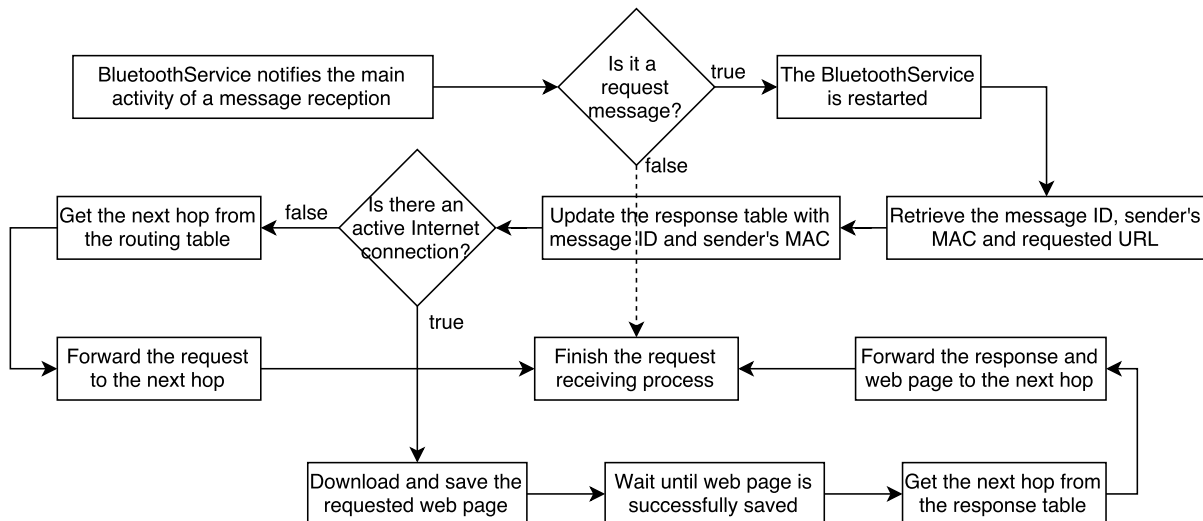 BluetoothService notifies the main
activity of a message reception
Is it a
request
message?
true
The BluetoothService
is restarted
false
Get the next hop from
the routing table
false
Is there an
active Internet
connection?
Update the response table with
message ID and sender's MAC
Retrieve the message ID, sender's
MAC and requested URL
true
Forward the request
to the next hop
Finish the request
receiving process
Forward the response and
web page to the next hop
Download and save the
requested web page
Wait until web page is
successfully saved
Get the next hop from
the response table